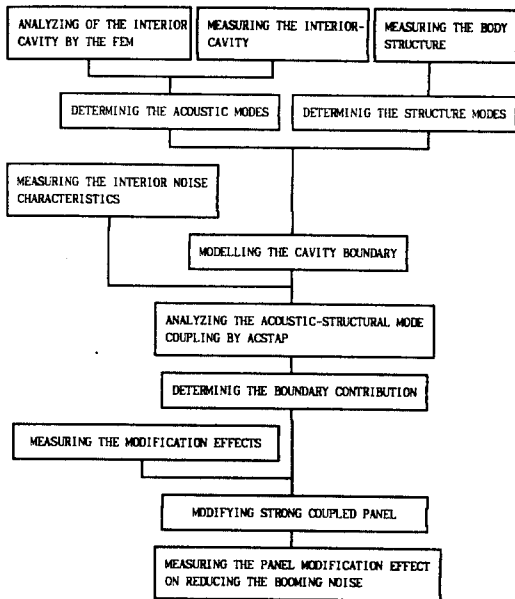 ANALYZING OF THE INTERIOR
CAVITY BY THE FEM
MEASURING THE INTERIOR-
CAVITY
MEASURING THE BODY
STRUCTURE
DETERMINIG THE ACOUSTIC MODES
DETERMINIG THE STRUCTURE MODES
MEASURING THE INTERIOR NOISE
CHARACTERISTICS
MODELLING THE CAVITY BOUNDARY
ANALYZING THE ACOUSTIC-STRUCTURAL MODE
COUPLING BY ACSTAP
DETERMINIG THE BOUNDARY CONTRIBUTION
MEASURING THE MODIFICATION EFFECTS
MODIFYING STRONG COUPLED PANEL
MEASURING THE PANEL MODIFICATION EFFECT
ON REDUCING THE BOOMING NOISE